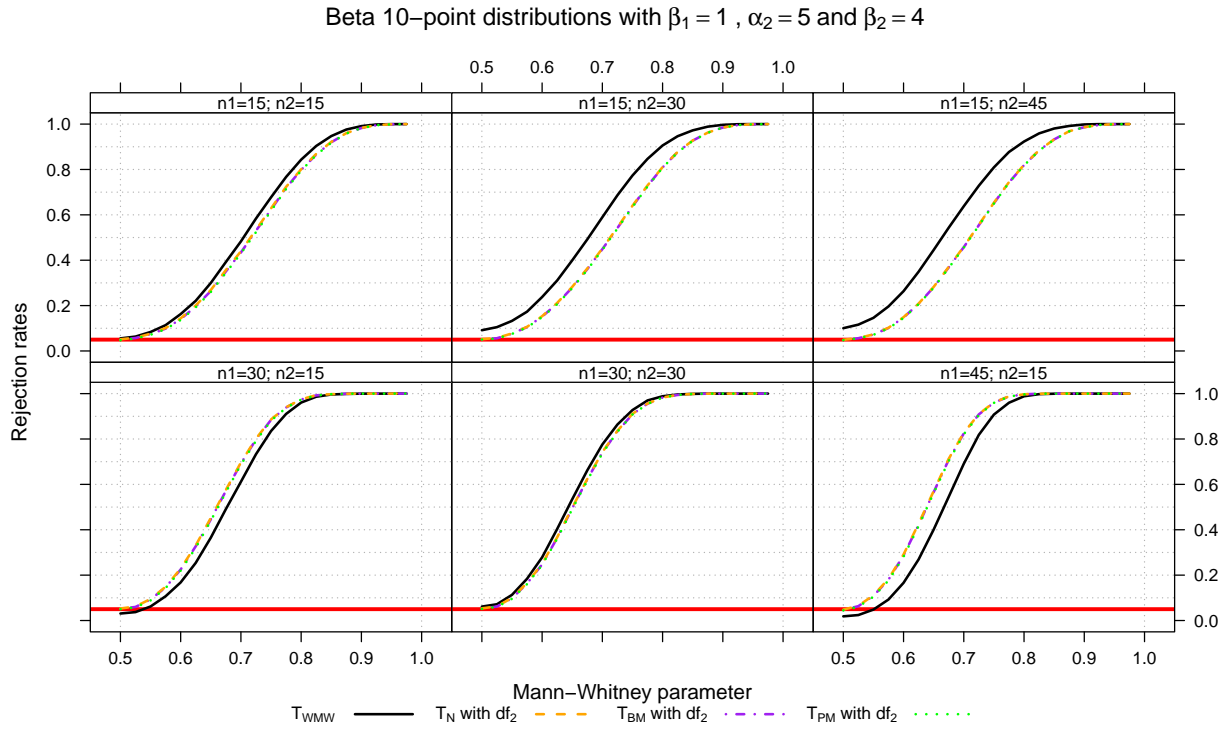 Beta 10−point distributions with β₁ = 1 , α₂ = 5 and β₂ = 4
0.5 0.6 0.7 0.8 0.9 1.0
n1=15; n2=15
n1=15; n2=30
n1=15; n2=45
1.0
0.8
0.6
0.4
0.2
0.0
Rejection rates
n1=30; n2=15
n1=30; n2=30
n1=45; n2=15
1.0
0.8
0.6
0.4
0.2
0.0
0.5 0.6 0.7 0.8 0.9 1.0
0.5 0.6 0.7 0.8 0.9 1.0
Mann−Whitney parameter
T_WMW T_N with df₂ T_BM with df₂ T_PM with df₂